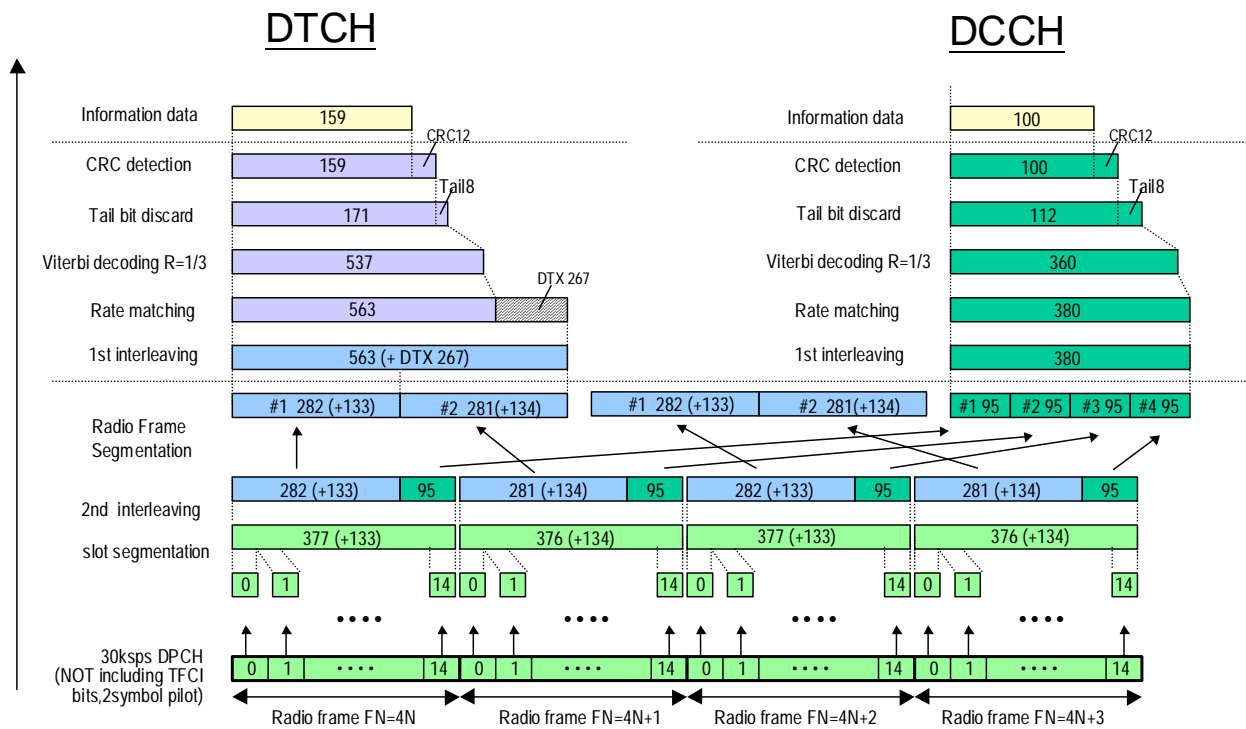 DTCH
DCCH
Information data
159
Information data
100
CRC12
CRC12
CRC detection
159
CRC detection
100
Tail8
Tail8
Tail bit discard
171
Tail bit discard
112
Viterbi decoding R=1/3
537
Viterbi decoding R=1/3
360
DTX 267
Rate matching
563
Rate matching
380
1st interleaving
563 (+ DTX 267)
1st interleaving
380
#1 282 (+133)
#2 281(+134)
#1 282 (+133)
#2 281(+134)
#1 95
#2 95
#3 95
#4 95
Radio Frame
Segmentation
282 (+133)
95
281 (+134)
95
282 (+133)
95
281 (+134)
95
2nd interleaving
377 (+133)
376 (+134)
377 (+133)
376 (+134)
slot segmentation
0
1
14
0
1
14
0
1
14
0
1
14
30ksps DPCH
(NOT including TFCI
bits,2symbol pilot)
0
1
14
0
1
14
0
1
14
0
1
14
Radio frame FN=4N
Radio frame FN=4N+1
Radio frame FN=4N+2
Radio frame FN=4N+3